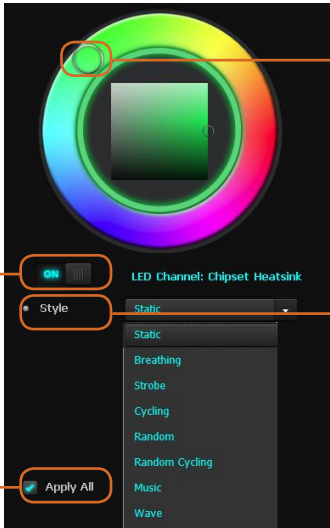 ON
LED Channel: Chipset Heatsink
Style
Static
Static
Breathing
Strobe
Cycling
Random
Random Cycling
Apply All
Music
Wave